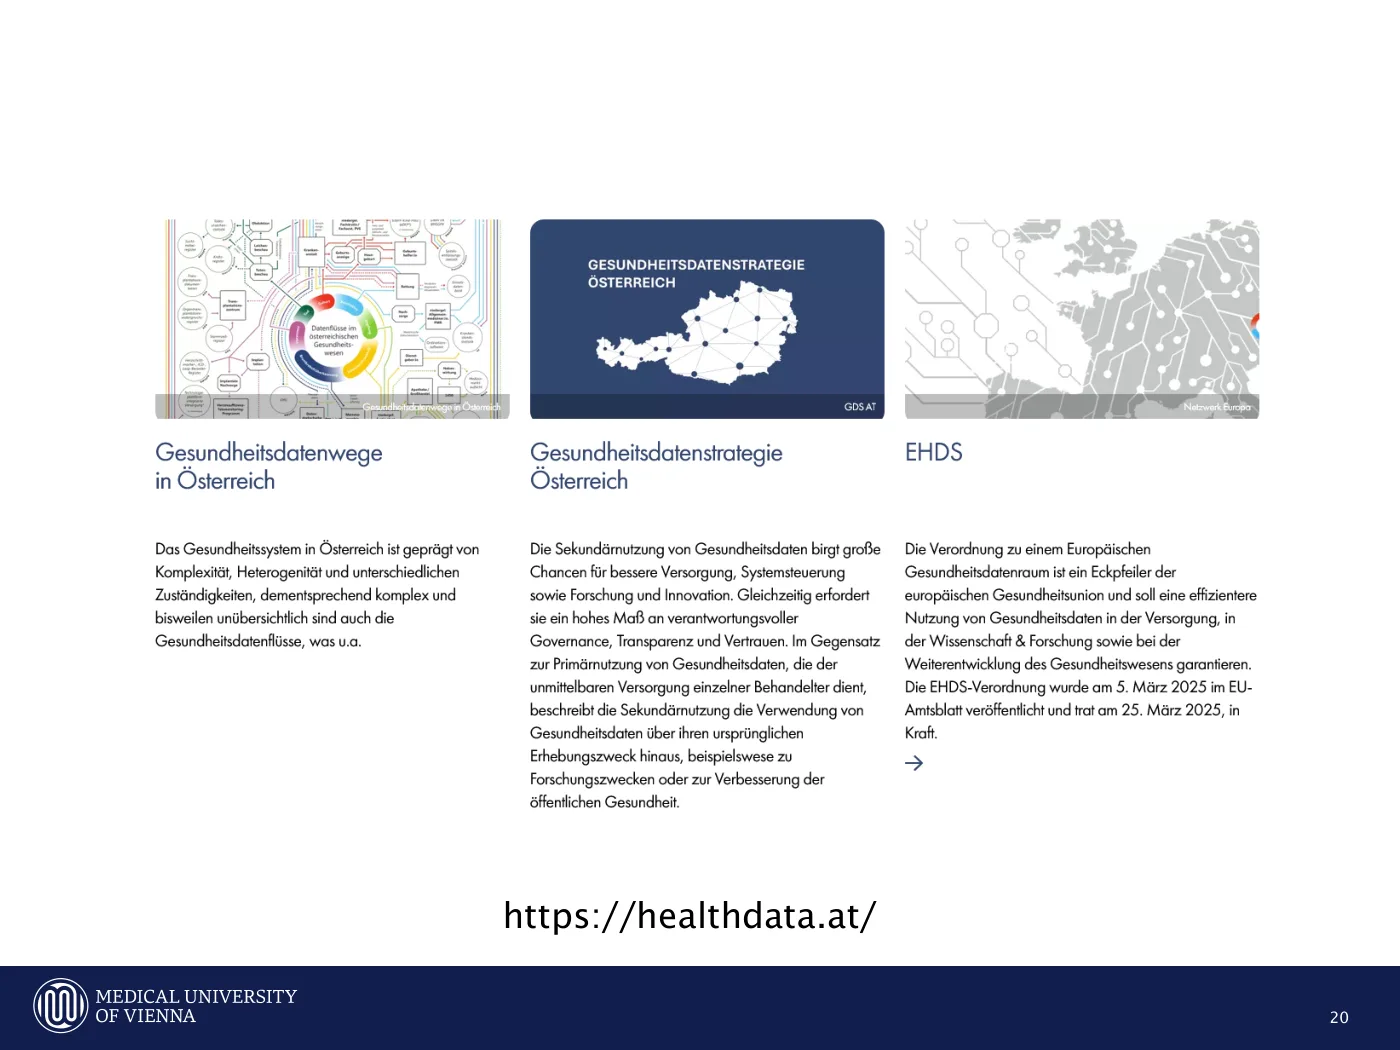 Datenflüsse im
österreichischen
Gesundheits-
wesen
Gesundheitsdatenwege in Österreich
GESUNDHEITSDATENSTRATEGIE
ÖSTERREICH
GDS AT
Netzwerk Europa
Gesundheitsdatenwege
in Österreich
Das Gesundheitssystem in Österreich ist geprägt von
Komplexität, Heterogenität und unterschiedlichen
Zuständigkeiten, dementsprechend komplex und
bisweilen unübersichtlich sind auch die
Gesundheitsdatenflüsse, was u.a.
Gesundheitsdatenstrategie
Österreich
Die Sekundärnutzung von Gesundheitsdaten birgt große
Chancen für bessere Versorgung, Systemsteuerung
sowie Forschung und Innovation. Gleichzeitig erfordert
sie ein hohes Maß an verantwortungsvoller
Governance, Transparenz und Vertrauen. Im Gegensatz
zur Primärnutzung von Gesundheitsdaten, die der
unmittelbaren Versorgung einzelner Behandelter dient,
beschreibt die Sekundärnutzung die Verwendung von
Gesundheitsdaten über ihren ursprünglichen
Erhebungszweck hinaus, beispielswese zu
Forschungszwecken oder zur Verbesserung der
öffentlichen Gesundheit.
EHDS
Die Verordnung zu einem Europäischen
Gesundheitsdatenraum ist ein Eckpfeiler der
europäischen Gesundheitsunion und soll eine effizientere
Nutzung von Gesundheitsdaten in der Versorgung, in
der Wissenschaft & Forschung sowie bei der
Weiterentwicklung des Gesundheitswesens garantieren.
Die EHDS-Verordnung wurde am 5. März 2025 im EU-
Amtsblatt veröffentlicht und trat am 25. März 2025, in
Kraft.
https://healthdata.at/
MEDICAL UNIVERSITY
OF VIENNA
20